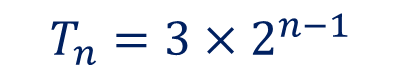 Tₙ = 3 × 2ⁿ⁻¹